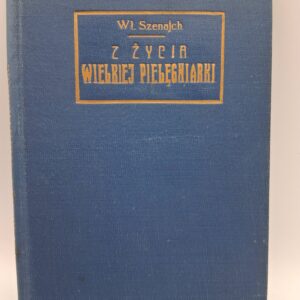 Wł. Szenajch
Z ŻYCIA
WIELKIEJ PIELĘGNIARKI